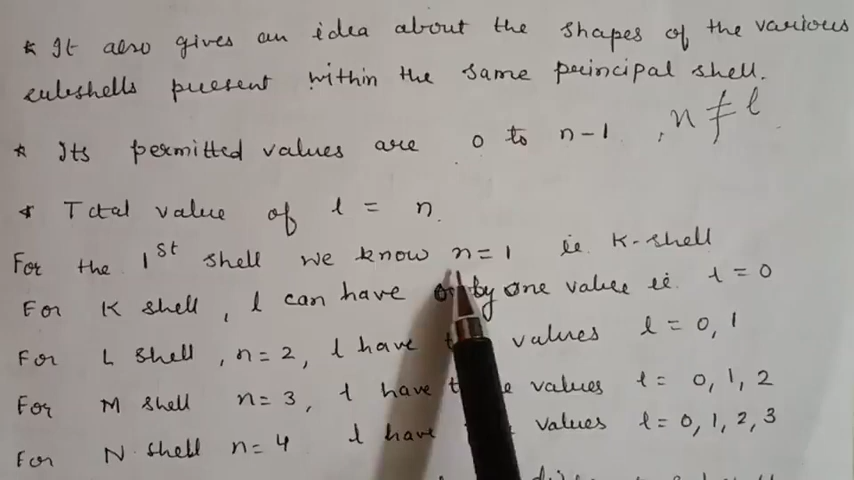 * It also gives an idea about the shapes of the various
subshells present within the same principal shell.
* Its permitted values are 0 to n-1 , n ≠ l
* Total value of l = n.
For the 1st shell we know n=1 ie. K-shell
For K shell, l can have only one value ie. l = 0
For L shell, n=2, l have values l = 0, 1
For M shell n=3, l have values l = 0, 1, 2
For N shell n=4 l have values l = 0, 1, 2, 3